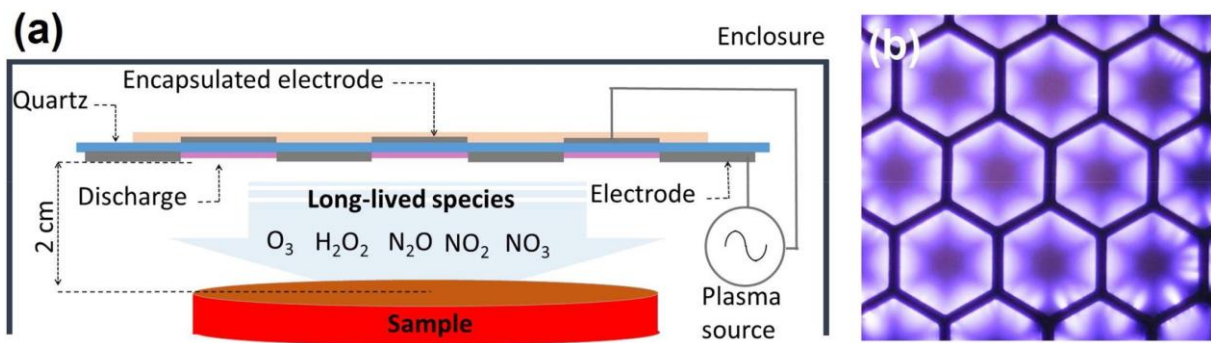 (a)
Enclosure
Encapsulated electrode
Quartz
Discharge
Electrode
2 cm
Long-lived species
O₃ H₂O₂ N₂O NO₂ NO₃
Plasma
source
Sample
(b)